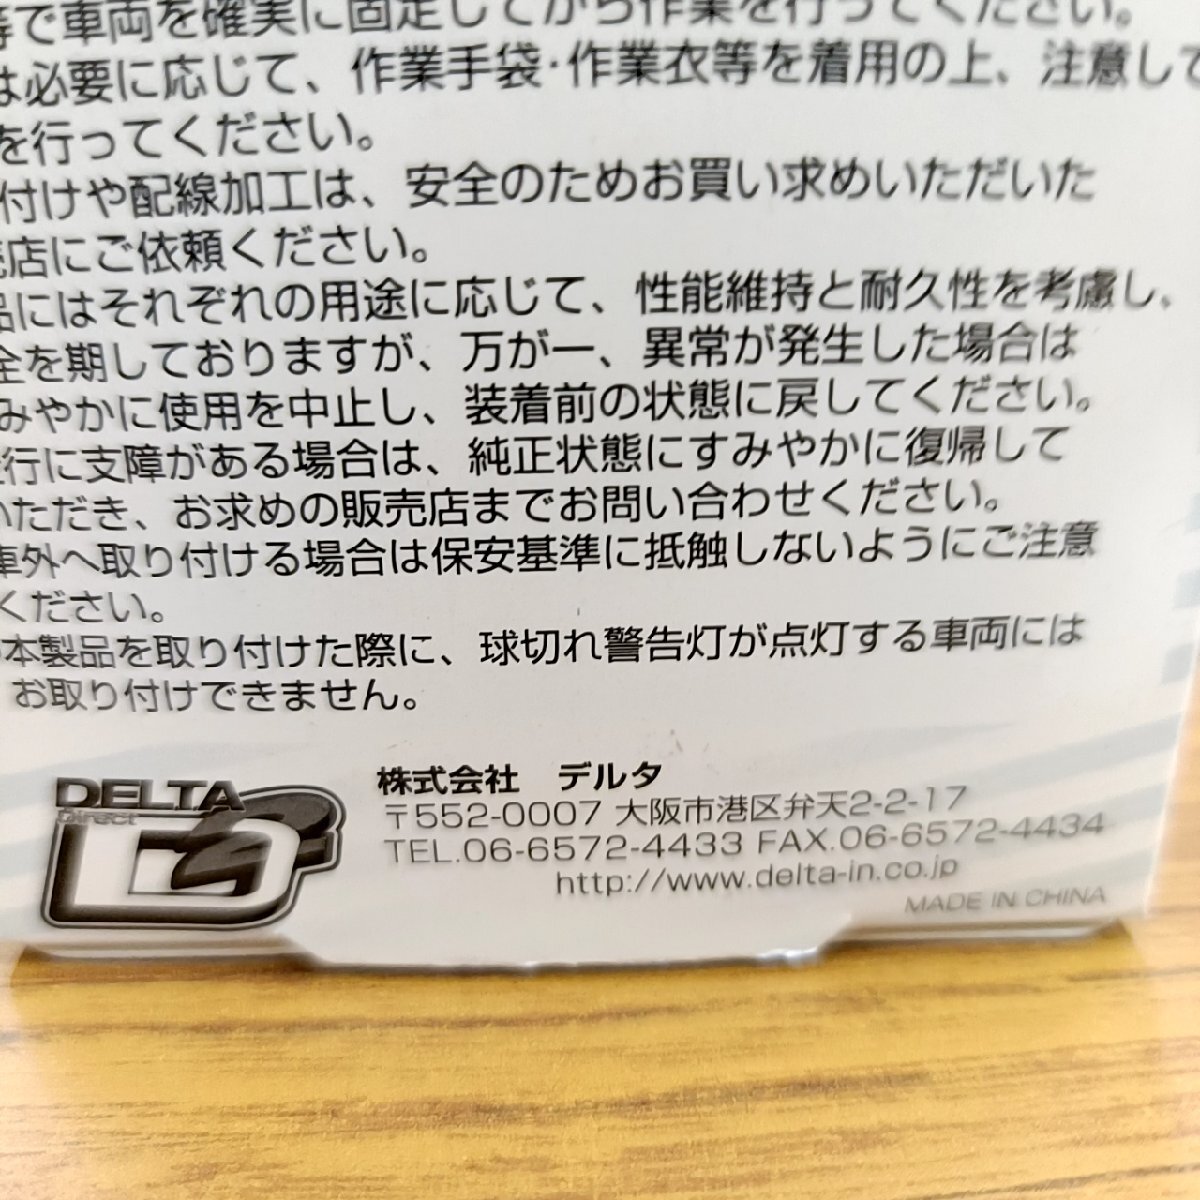 等で車両を確実に固定してから作業を行ってください。
は必要に応じて、作業手袋・作業衣等を着用の上、注意して
を行ってください。
付けや配線加工は、安全のためお買い求めいただいた
売店にご依頼ください。
品にはそれぞれの用途に応じて、性能維持と耐久性を考慮し、
全を期しておりますが、万が一、異常が発生した場合は
みやかに使用を中止し、装着前の状態に戻してください。
行に支障がある場合は、純正状態にすみやかに復帰して
いただき、お求めの販売店までお問い合わせください。
車外へ取り付ける場合は保安基準に抵触しないようにご注意
ください。
本製品を取り付けた際に、球切れ警告灯が点灯する車両には
お取り付けできません。
DELTA
Direct
D2
株式会社 デルタ
〒552-0007 大阪市港区弁天2-2-17
TEL.06-6572-4433 FAX.06-6572-4434
http://www.delta-in.co.jp
MADE IN CHINA